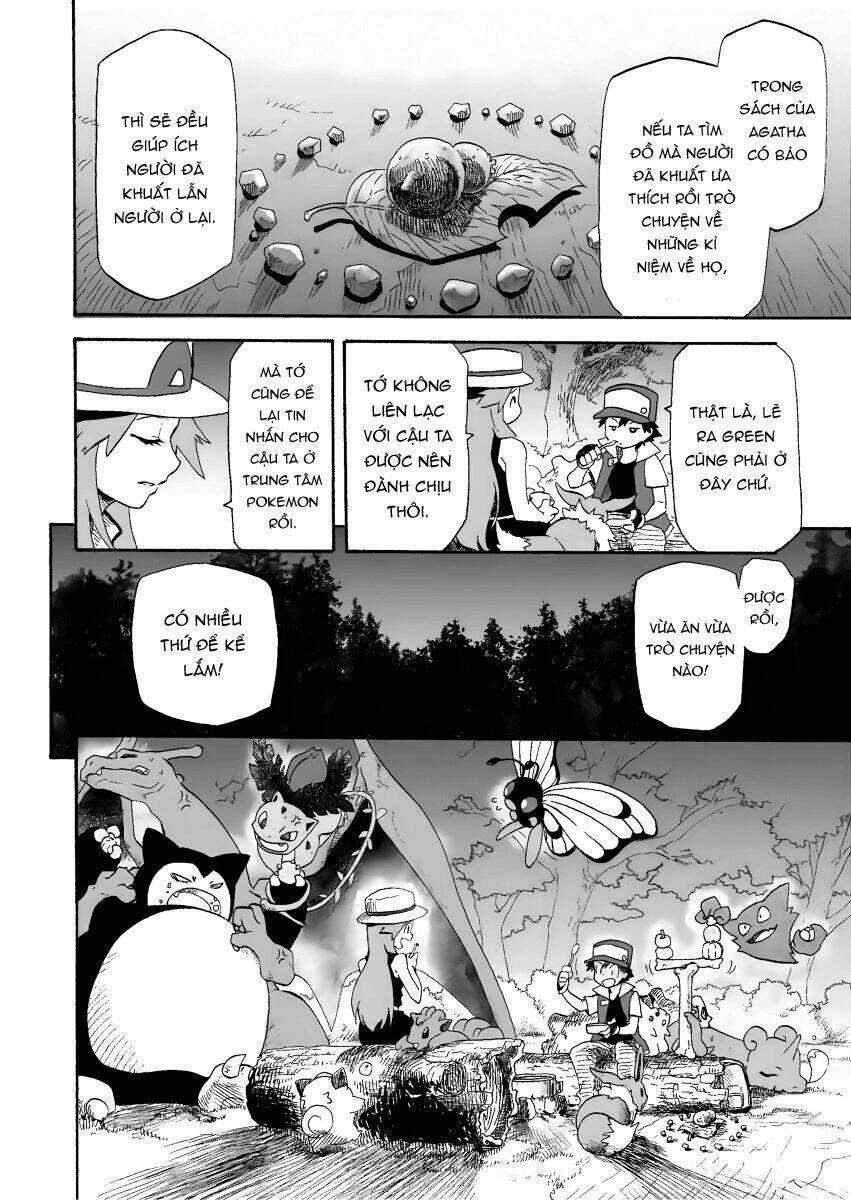 TRONG
SÁCH CỦA
AGATHA
CÓ BẢO
NẾU TA TÌM
ĐỒ MÀ NGƯỜI
ĐÃ KHUẤT ƯA
THÍCH RỒI TRÒ
CHUYỆN VỀ
NHỮNG KỈ
NIỆM VỀ HỌ,
THÌ SẼ ĐỀU
GIÚP ÍCH
NGƯỜI ĐÃ
KHUẤT LẪN
NGƯỜI Ở LẠI.
THẬT LÀ, LẼ
RA GREEN
CŨNG PHẢI Ở
ĐÂY CHỨ.
TỚ KHÔNG
LIÊN LẠC
VỚI CẬU TA
ĐƯỢC NÊN
ĐÀNH CHỊU
THÔI.
MÀ TỚ
CŨNG ĐỂ
LẠI TIN
NHẮN CHO
CẬU TA Ở
TRUNG TÂM
POKEMON
RỒI.
ĐƯỢC
RỒI,
VỪA ĂN VỪA
TRÒ CHUYỆN
NÀO!
CÓ NHIỀU
THỨ ĐỂ KỂ
LẮM!